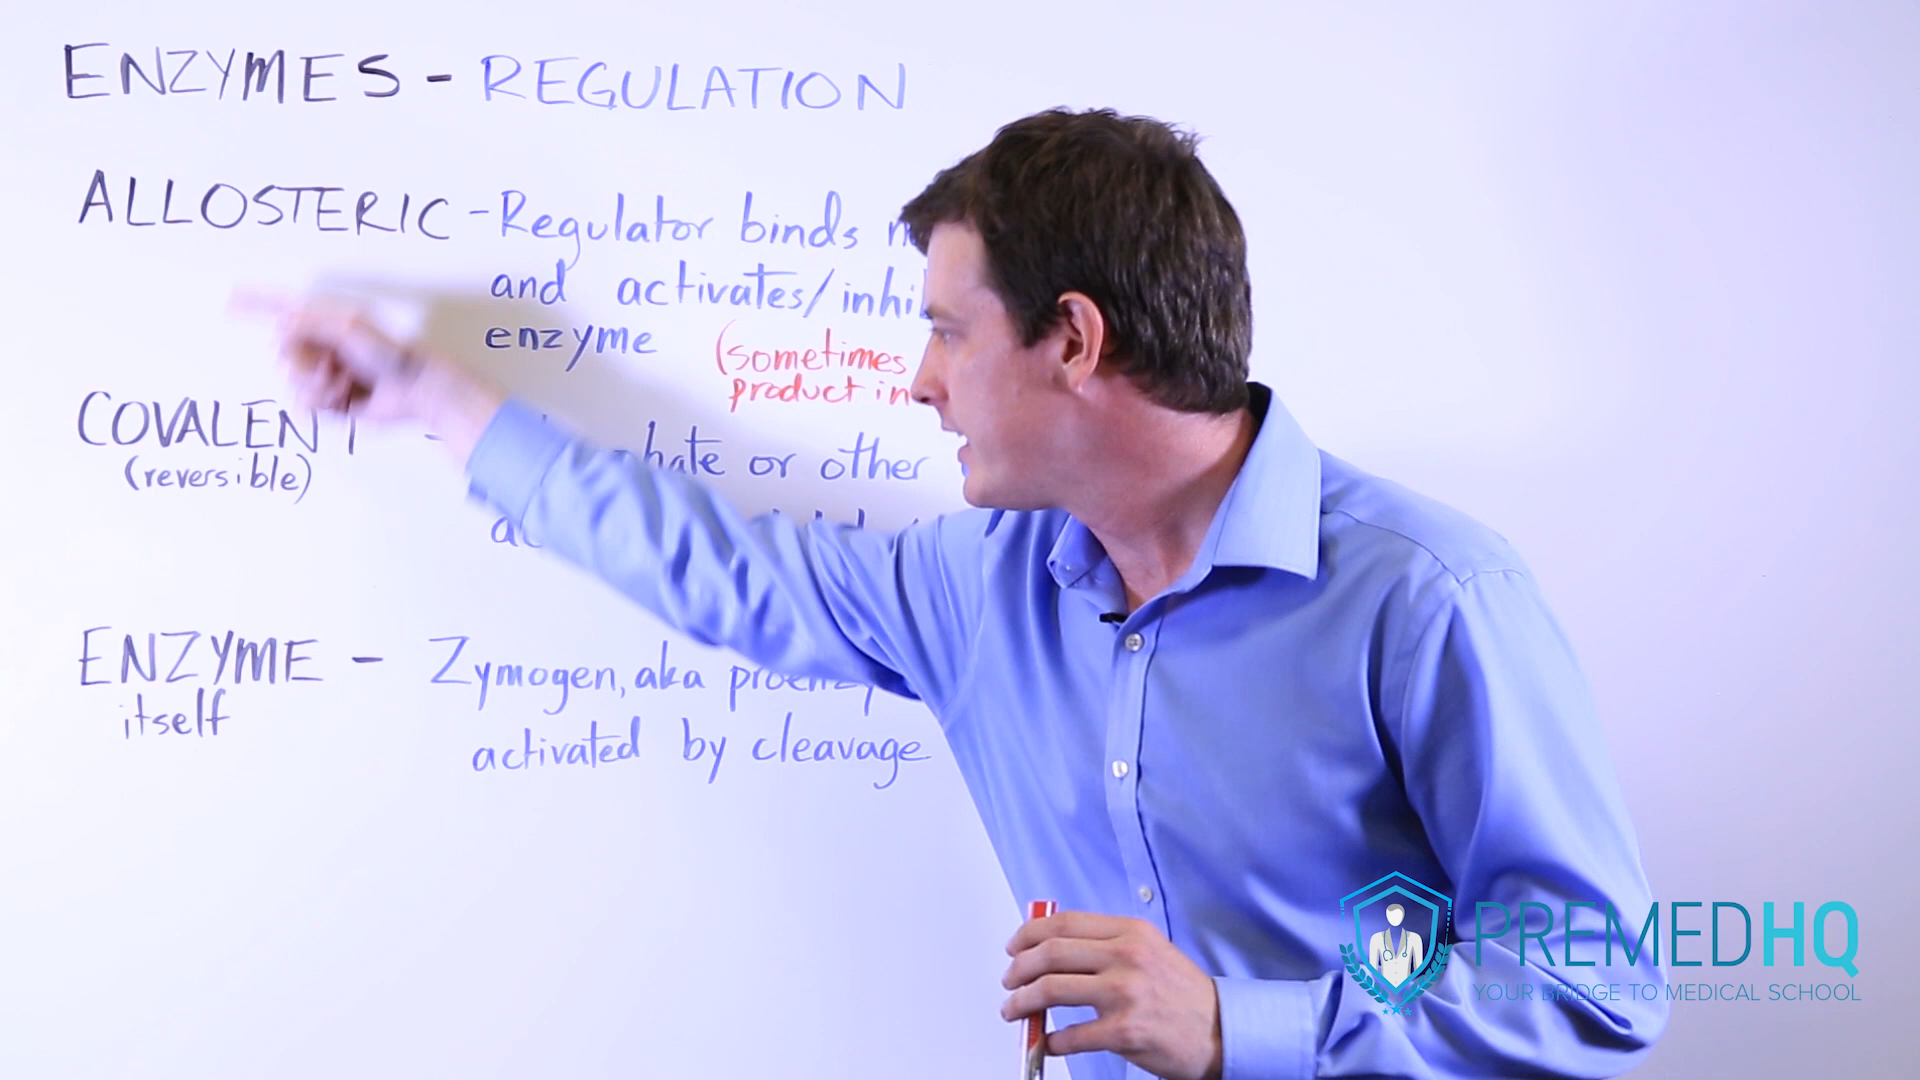 ENZYMES - REGULATION
ALLOSTERIC - Regulator binds
and activates/inhi
enzyme (sometimes
product in
COVALENT - hate or other
(reversible)
ENZYME - Zymogen, aka proenzy
itself
activated by cleavage
PREMEDHQ
YOUR BRIDGE TO MEDICAL SCHOOL